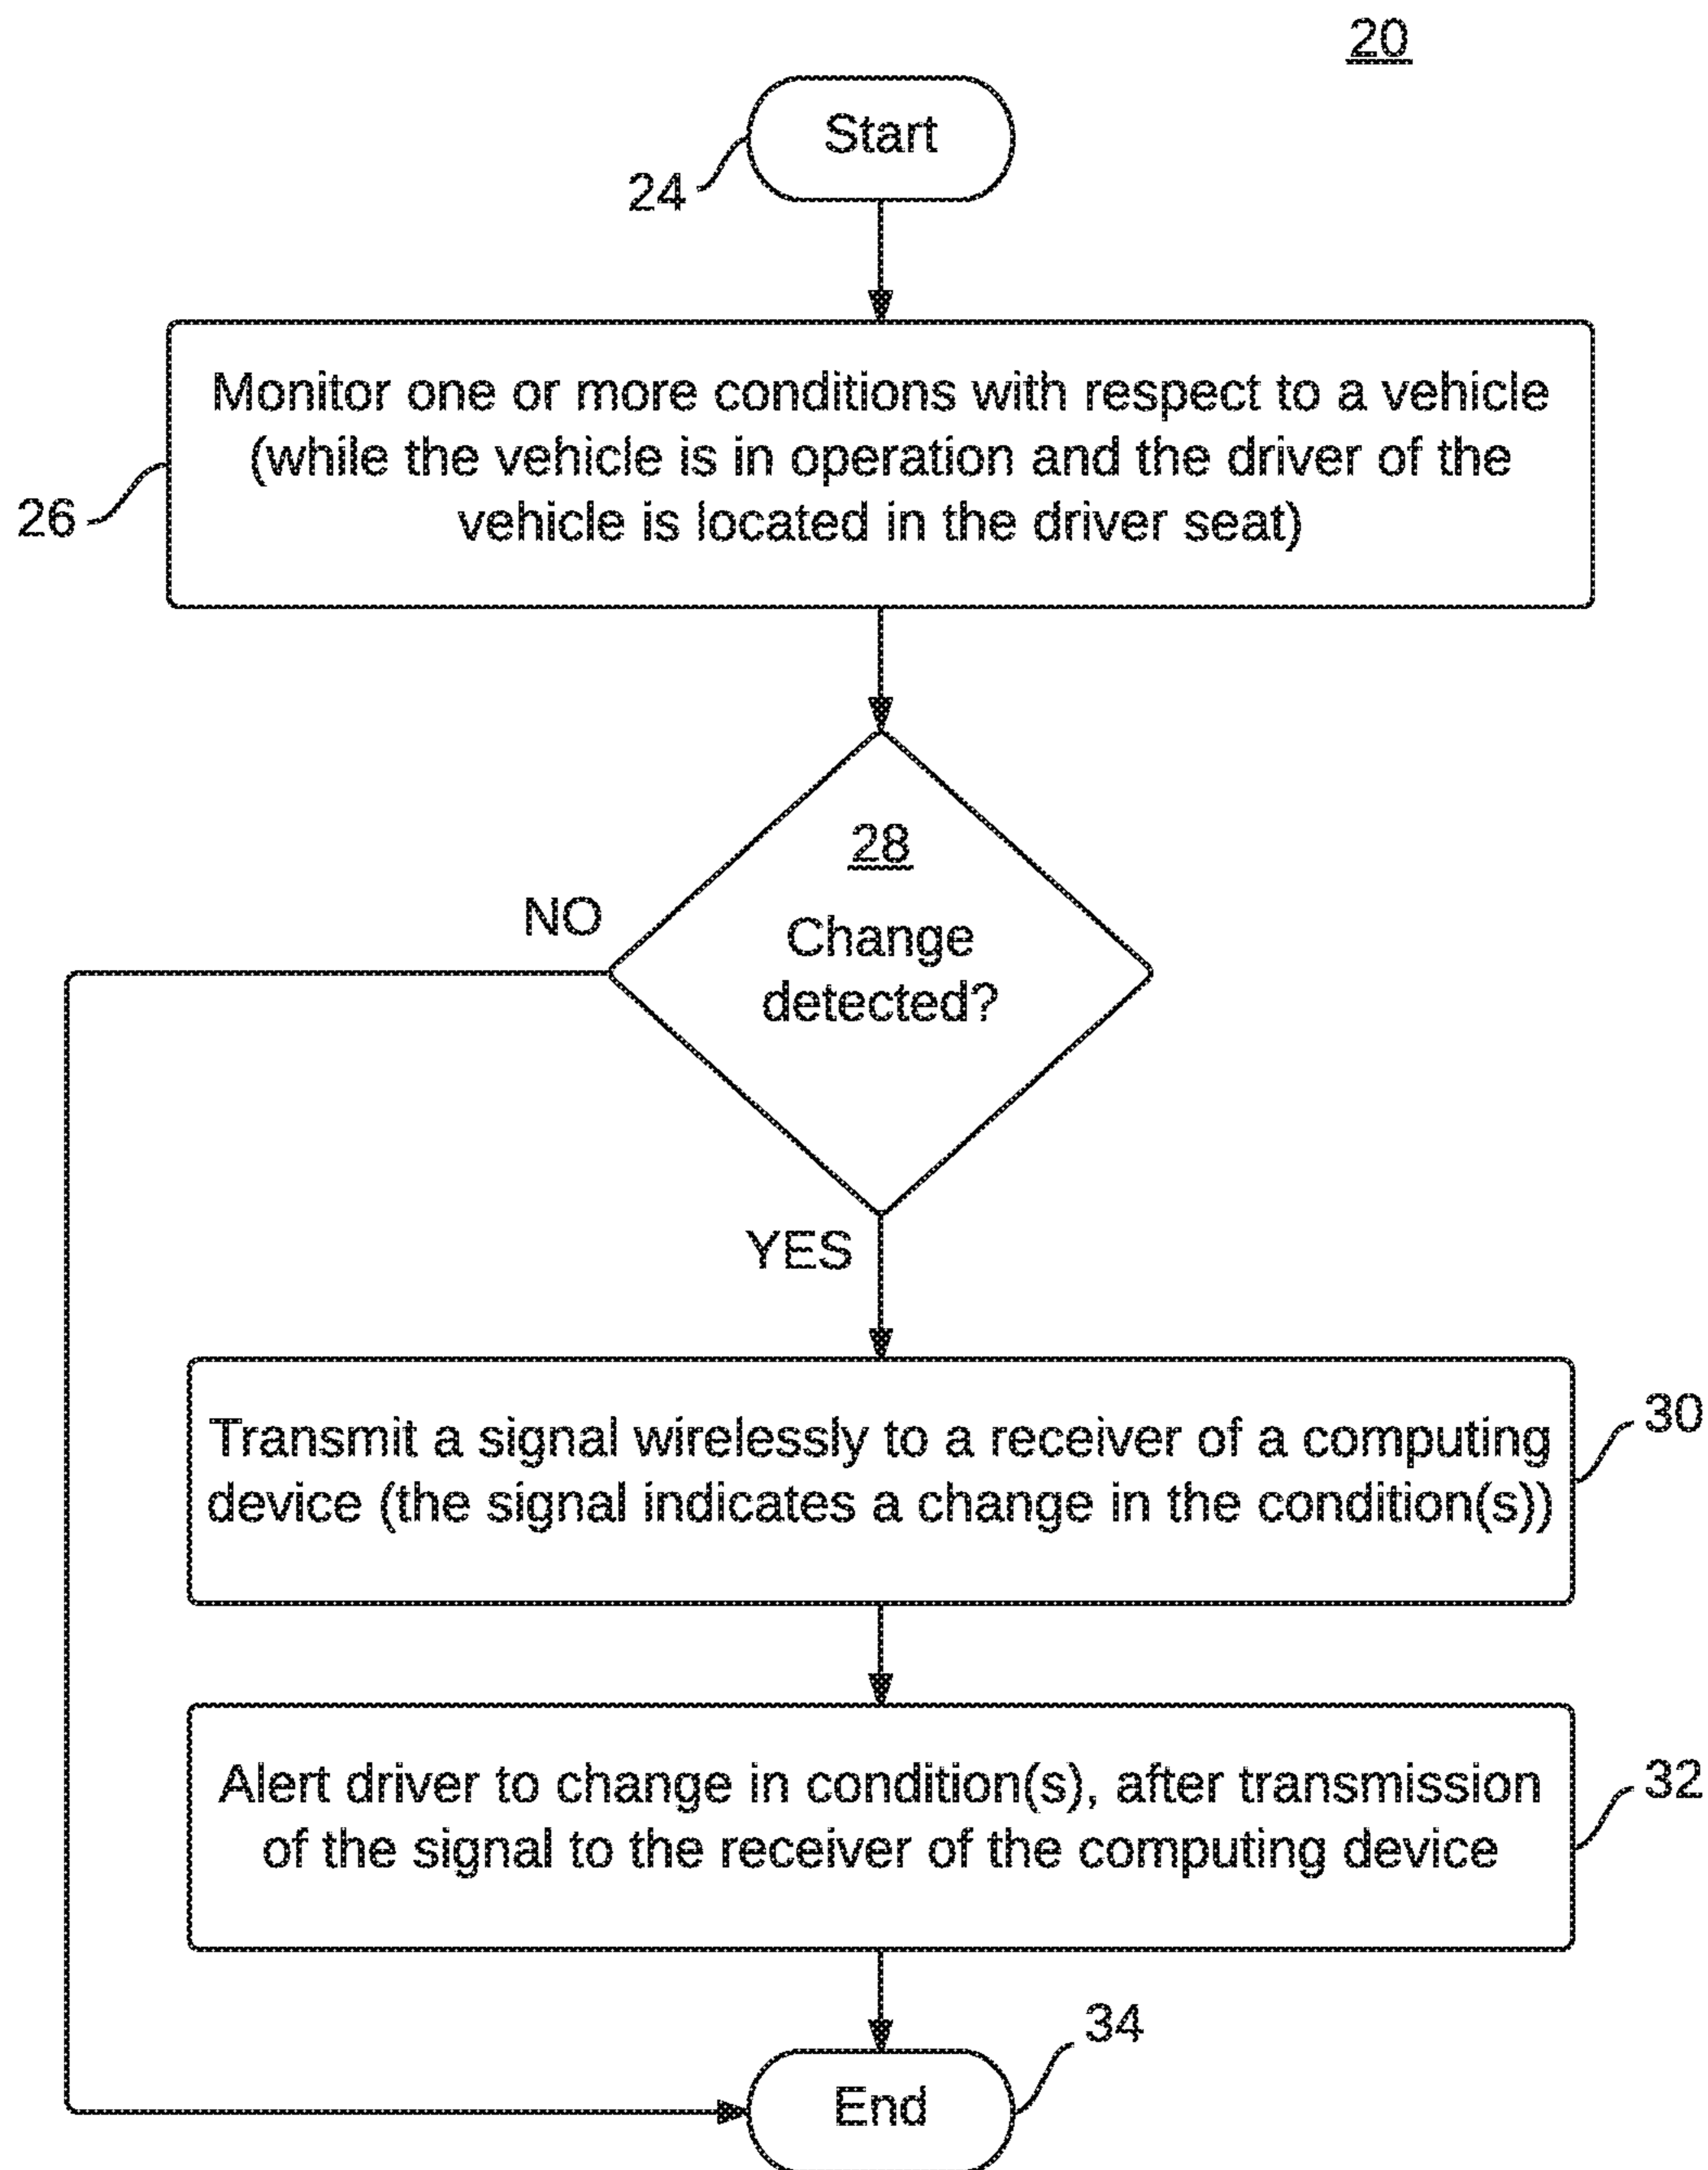 20
Start
24
Monitor one or more conditions with respect to a vehicle
(while the vehicle is in operation and the driver of the
vehicle is located in the driver seat)
26
28
Change
detected?
NO
YES
Transmit a signal wirelessly to a receiver of a computing
device (the signal indicates a change in the condition(s))
30
Alert driver to change in condition(s), after transmission
of the signal to the receiver of the computing device
32
34
End